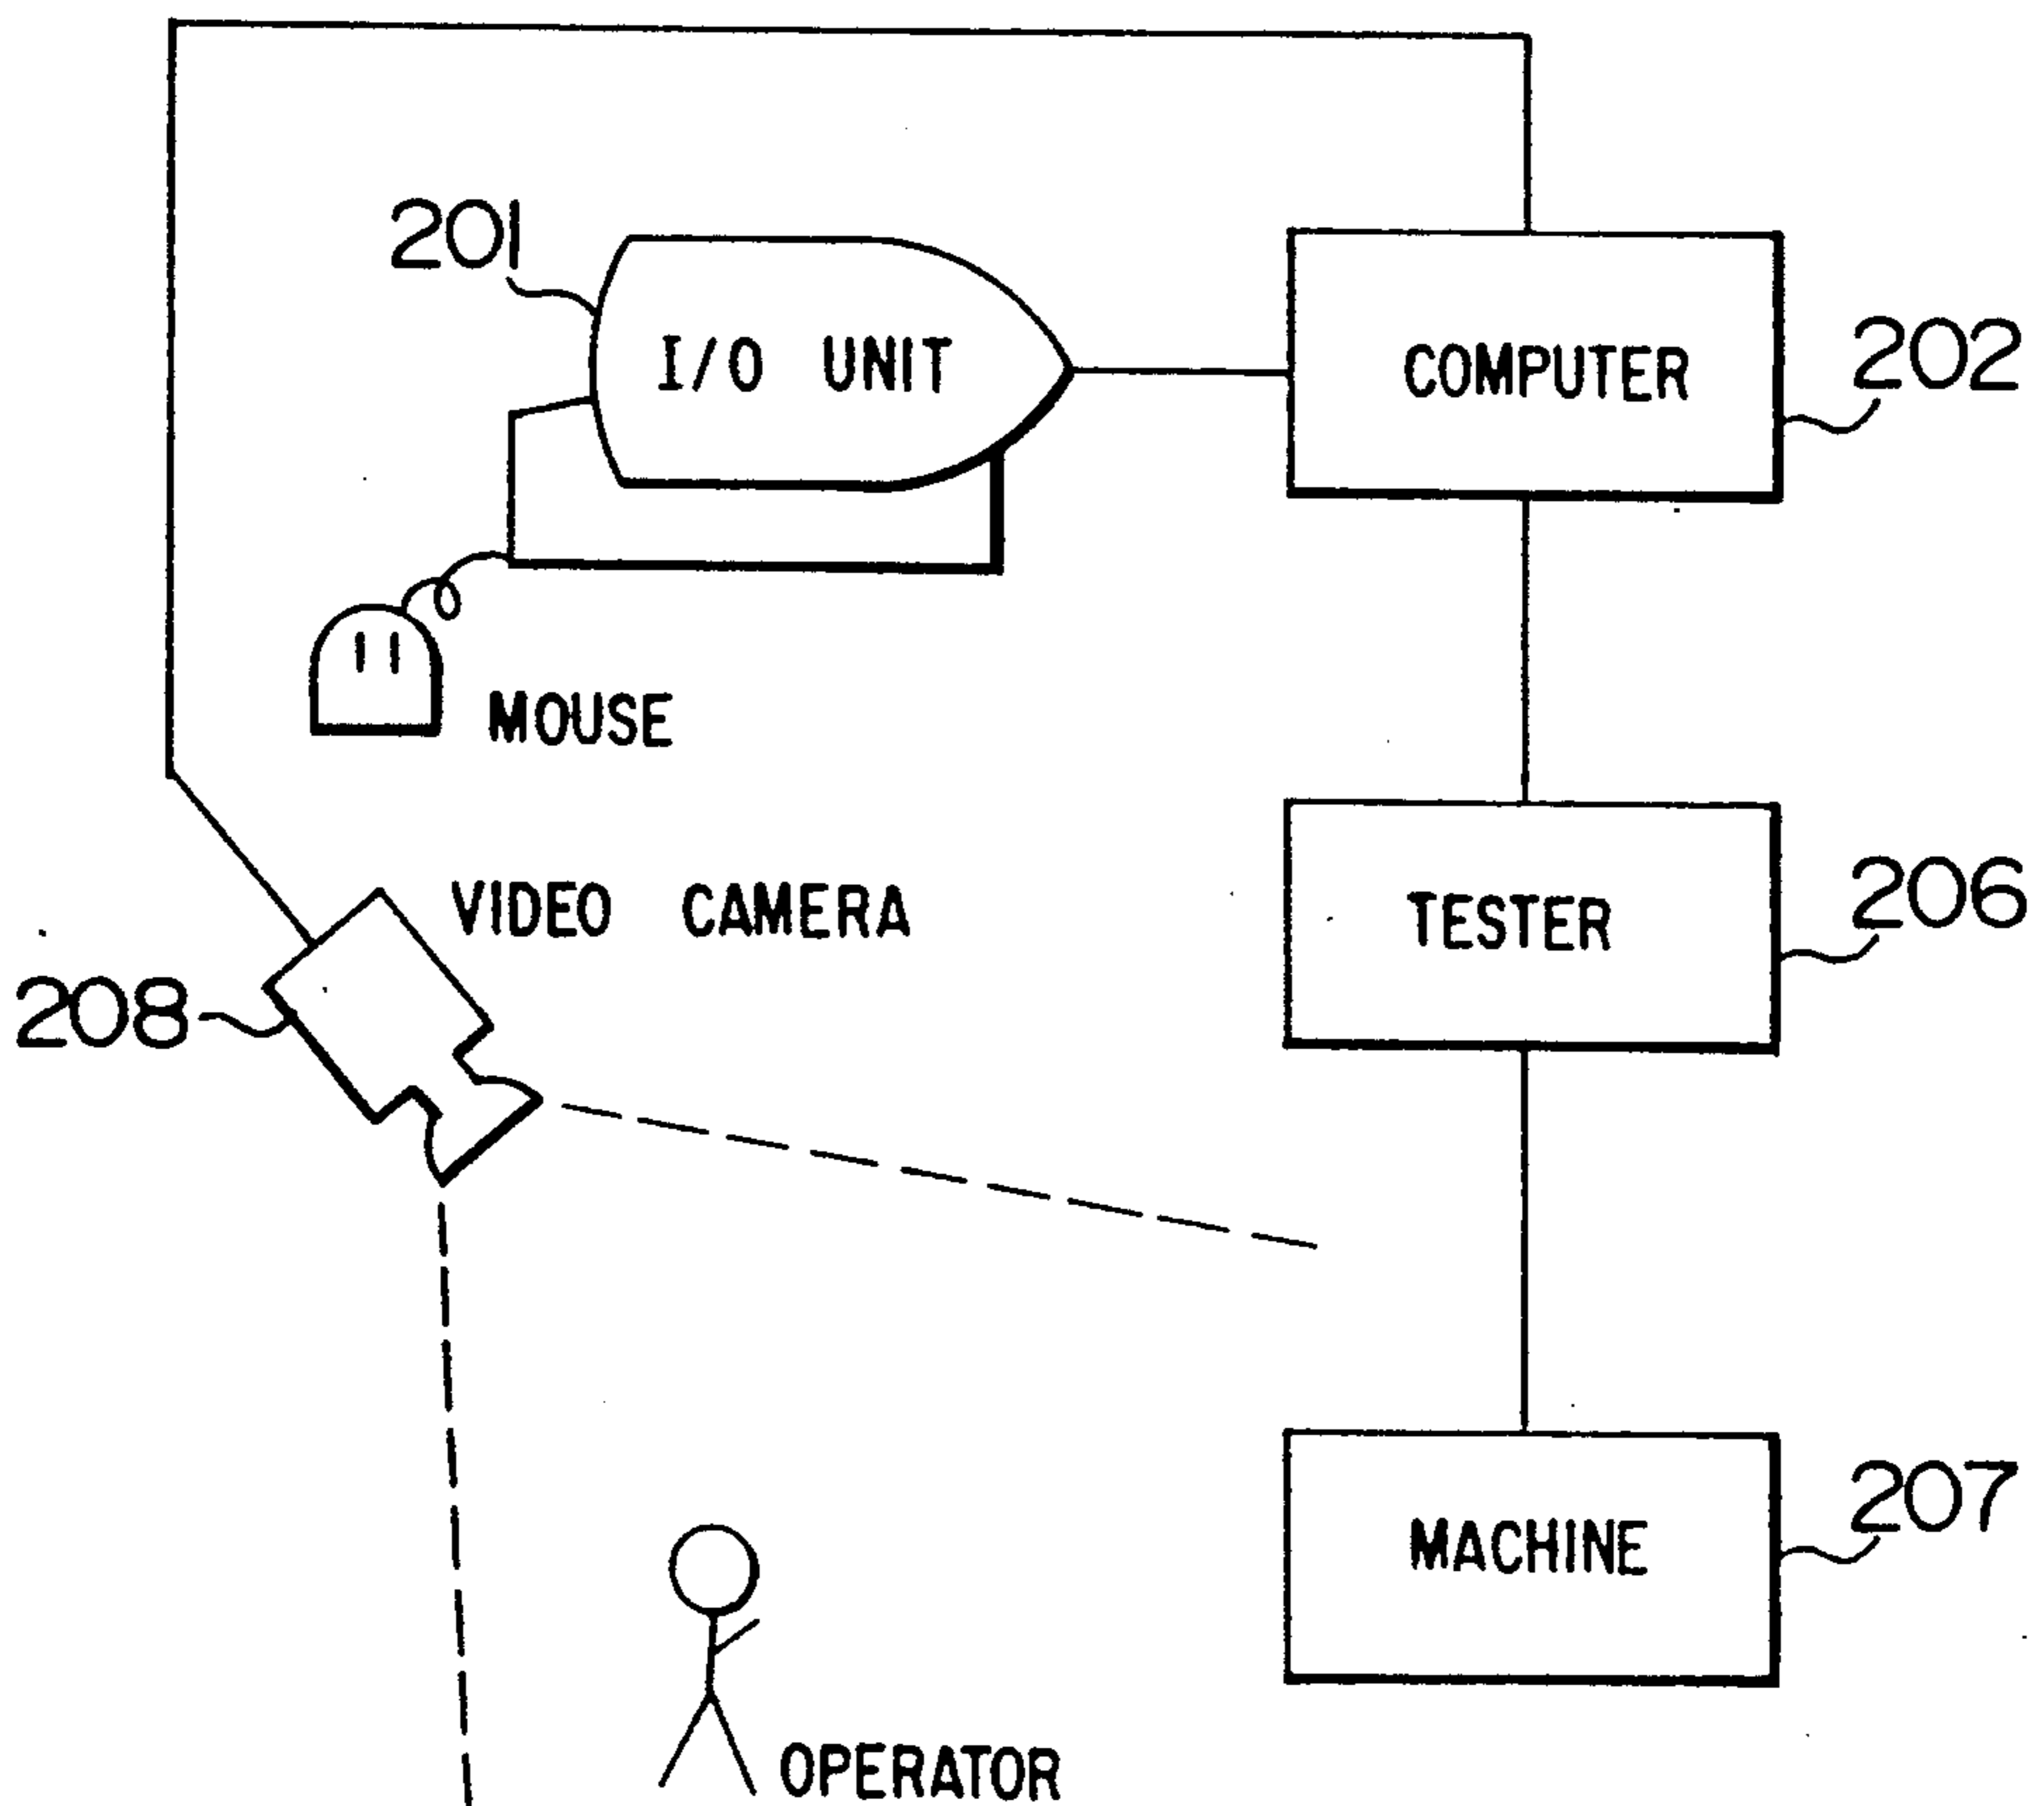 201
I/O UNIT
COMPUTER
202
MOUSE
VIDEO CAMERA
TESTER
206
208
MACHINE
207
OPERATOR